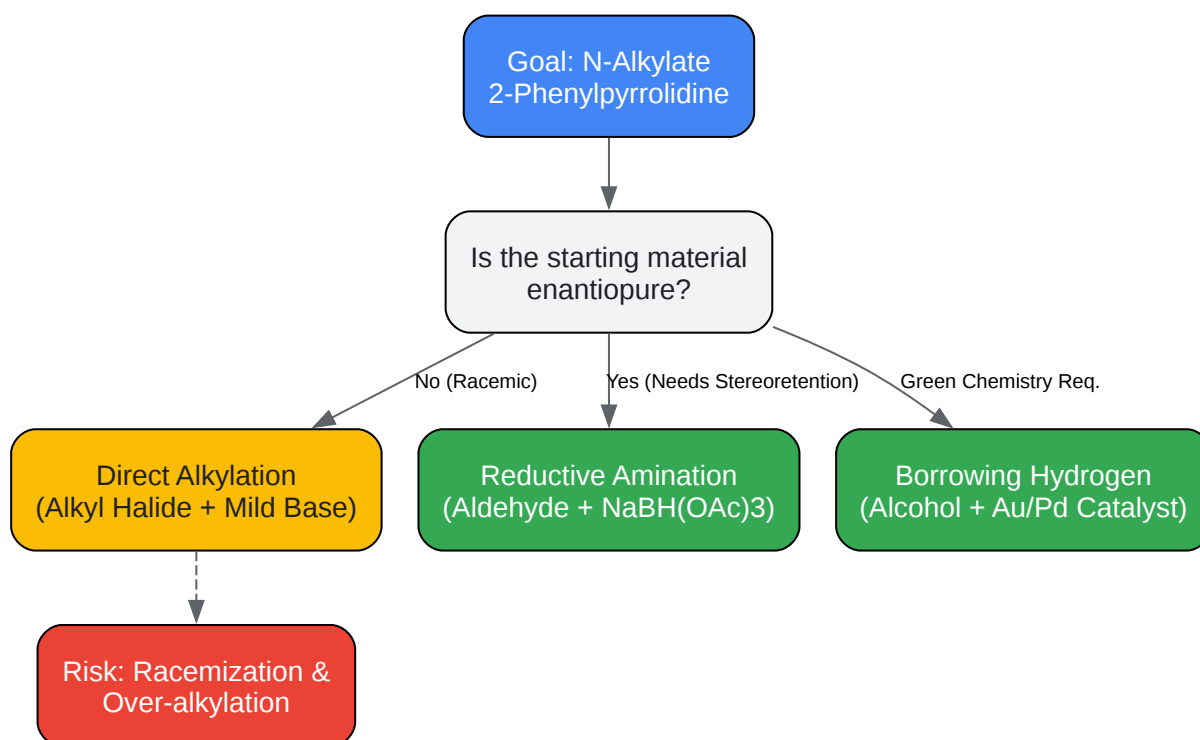 Goal: N-Alkylate
2-Phenylpyrrolidine
Is the starting material
enantiopure?
No (Racemic)
Yes (Needs Stereoretention)
Green Chemistry Req.
Direct Alkylation
(Alkyl Halide + Mild Base)
Reductive Amination
(Aldehyde + NaBH(OAc)3)
Borrowing Hydrogen
(Alcohol + Au/Pd Catalyst)
Risk: Racemization &
Over-alkylation